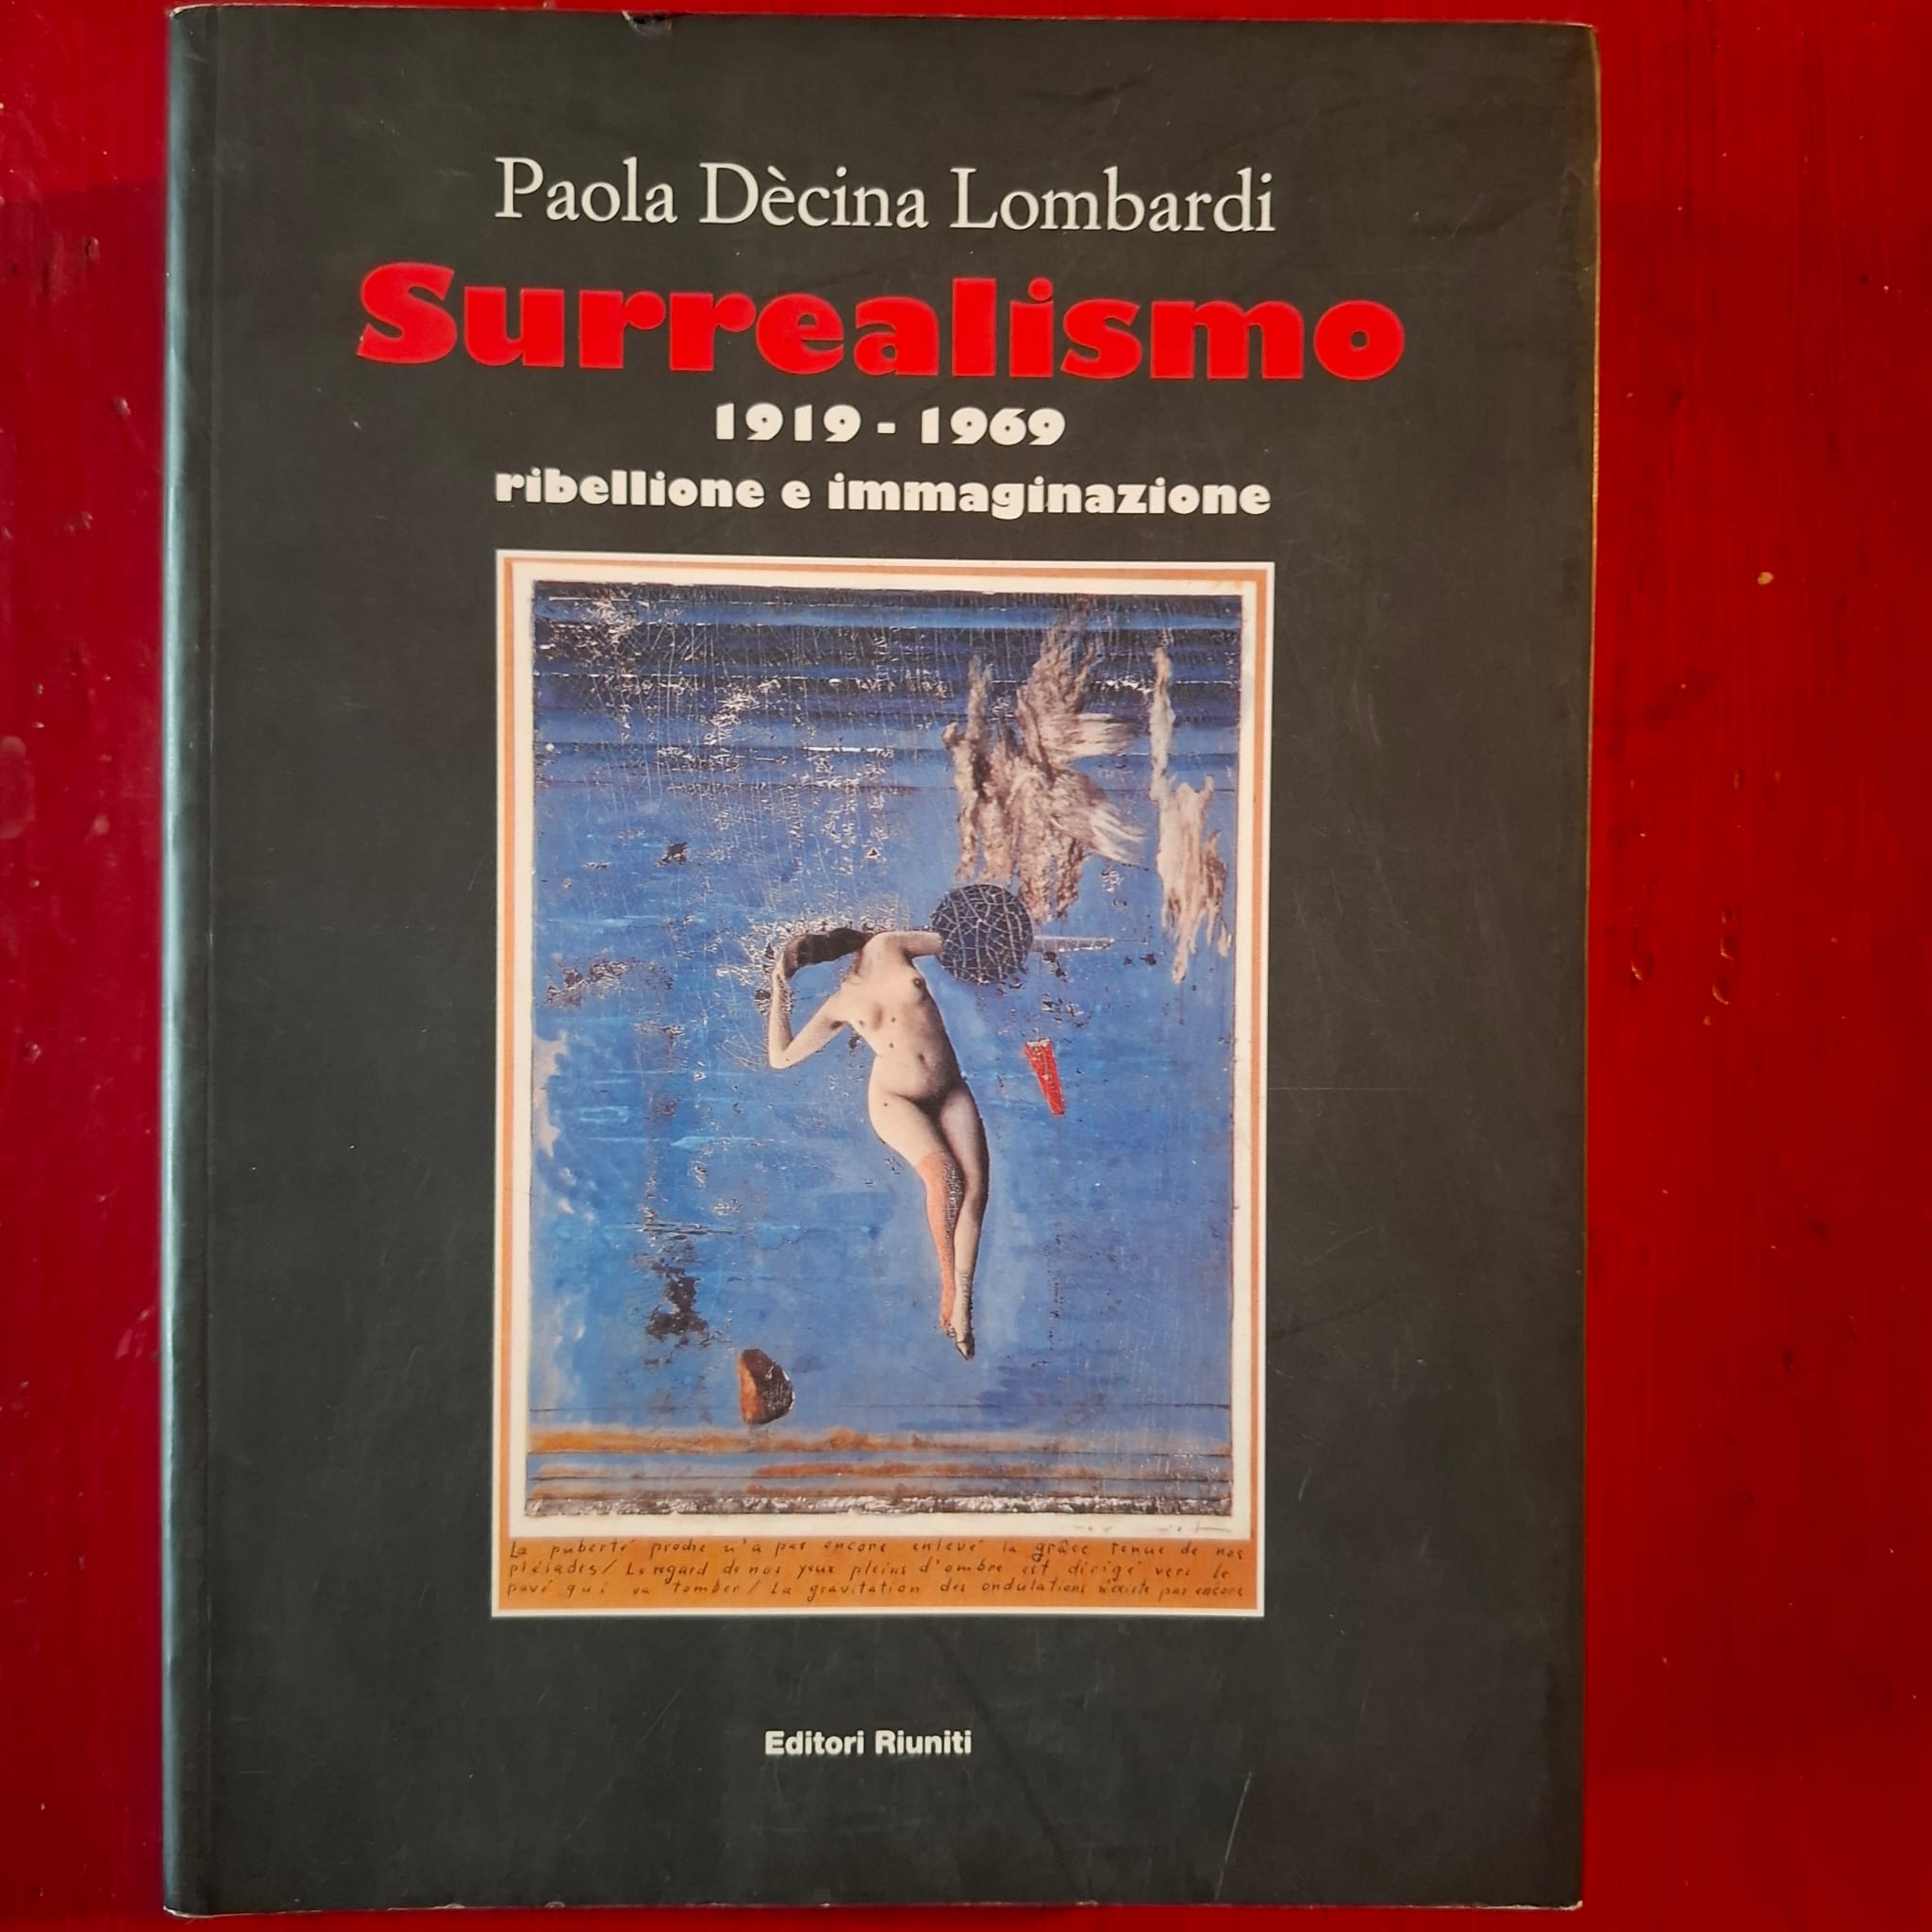 Paola Dècina Lombardi
Surrealismo
1919 - 1969
ribellione e immaginazione
La puberté proche n'a pas encore enlevé la grâce tenue de nos
pléiades/ Le regard de nos yeux pleins d'ombre est dirigé vers le
pavé qui va tomber/ La gravitation des ondulations n'existe pas encore
Editori Riuniti